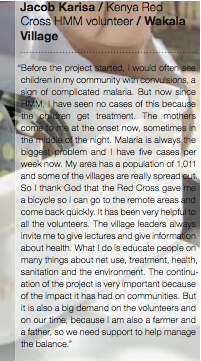 Jacob Karisa / Kenya Red
Cross HMM volunteer / Wakala
Village
“Before the project started, I would often see
children in my community with convulsions, a
sign of complicated malaria. But now since
HMM, I have seen no cases of this because
the children get treatment. The mothers
come to me at the onset now, sometimes in
the middle of the night. Malaria is always the
biggest problem and I have five cases per
week now. My area has a population of 1,011
and some of the villages are really spread out.
So I thank God that the Red Cross gave me
a bicycle so I can go to the remote areas and
come back quickly. It has been very helpful to
all the volunteers. The village leaders always
invite me to give lectures and give information
about health. What I do is educate people on
many things about net use, treatment, health,
sanitation and the environment. The continu-
ation of the project is very important because
of the impact it has had on communities. But
it is also a big demand on the volunteers and
on our time, because I am also a farmer and
a father, so we need support to help manage
the balance.”